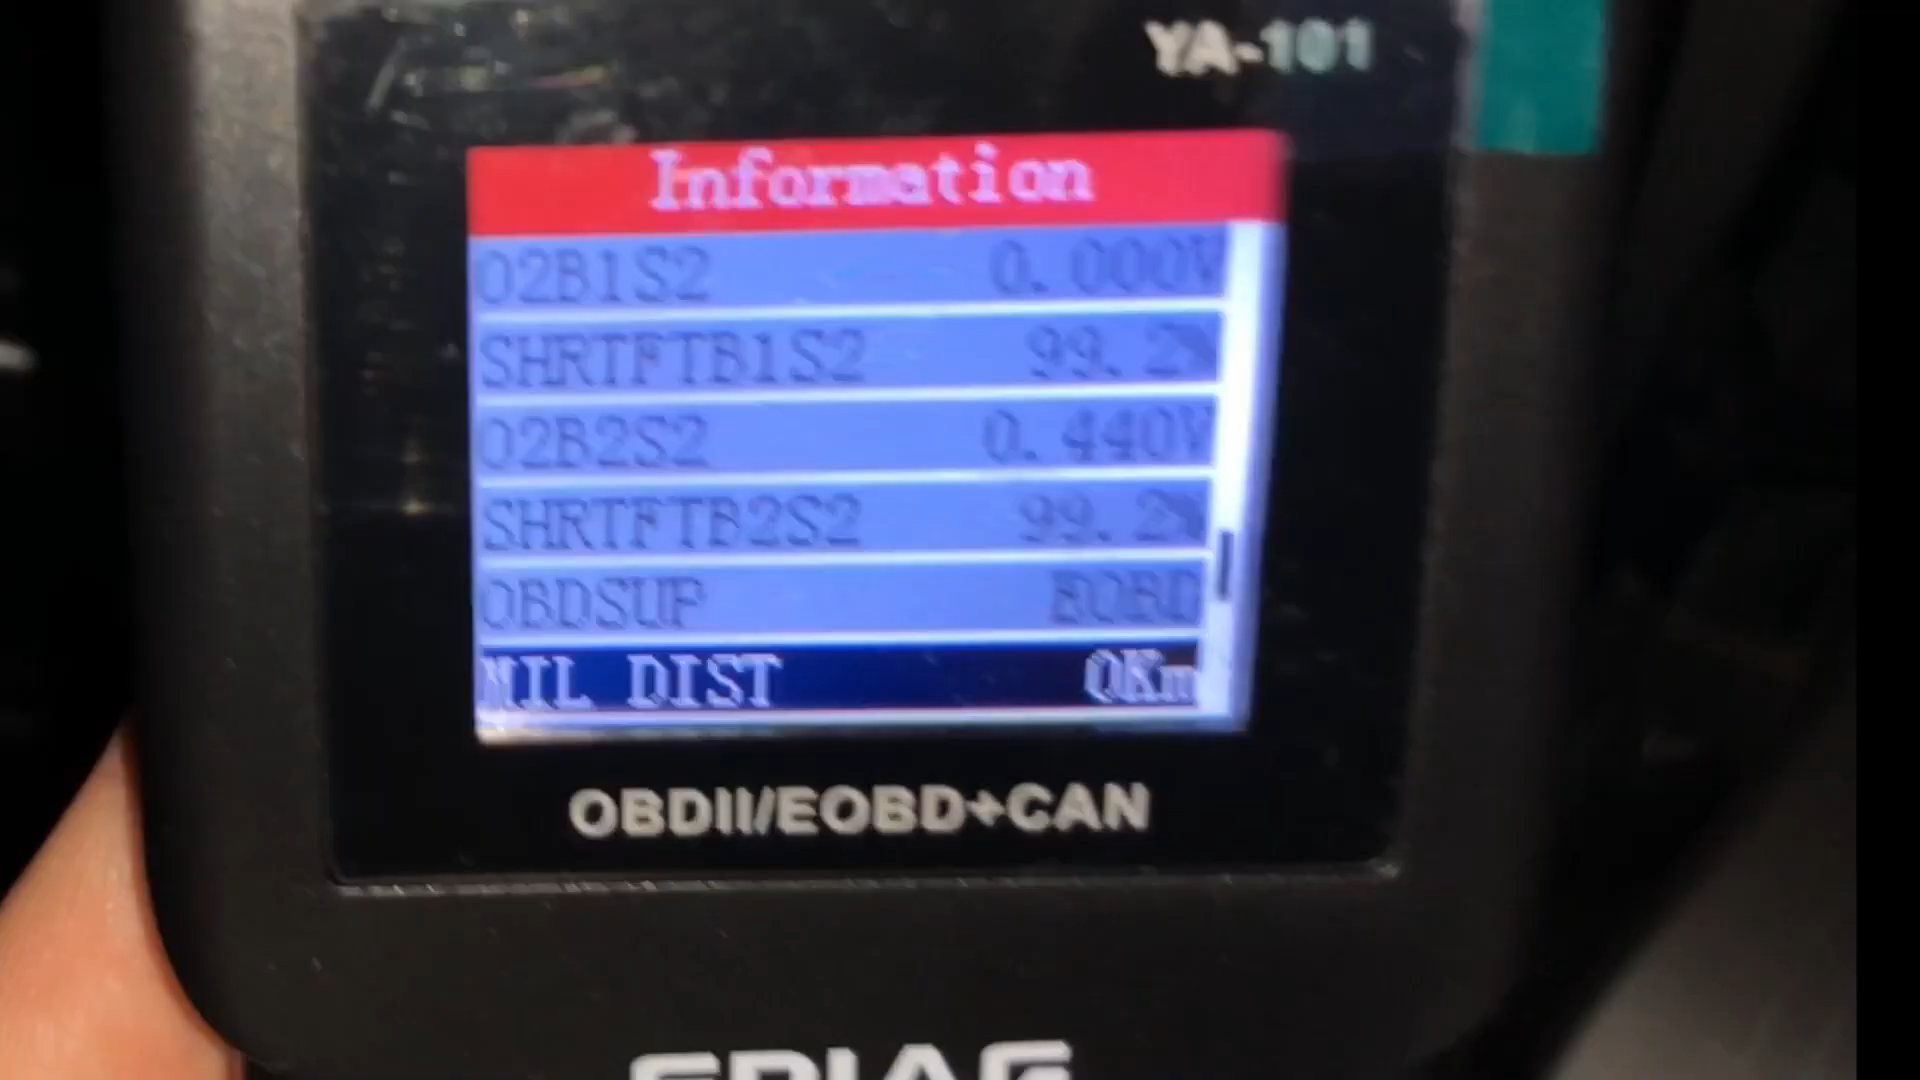 YA-101
Information
O2B1S2 0.000V
SHRTFTB1S2 99.2%
O2B2S2 0.440V
SHRTFTB2S2 99.2%
OBDSUP EOBD
MIL DIST 0Km
OBDII/EOBD+CAN
EDIAG